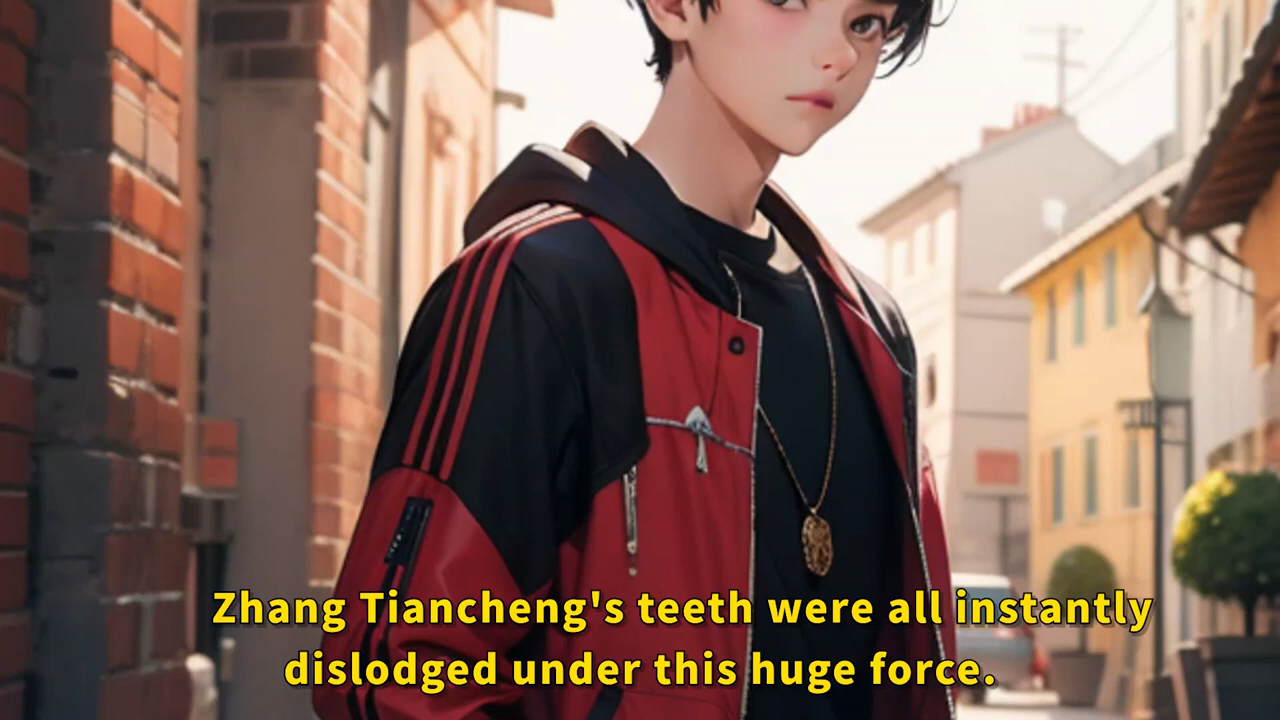 Zhang Tiancheng's teeth were all instantly
dislodged under this huge force.